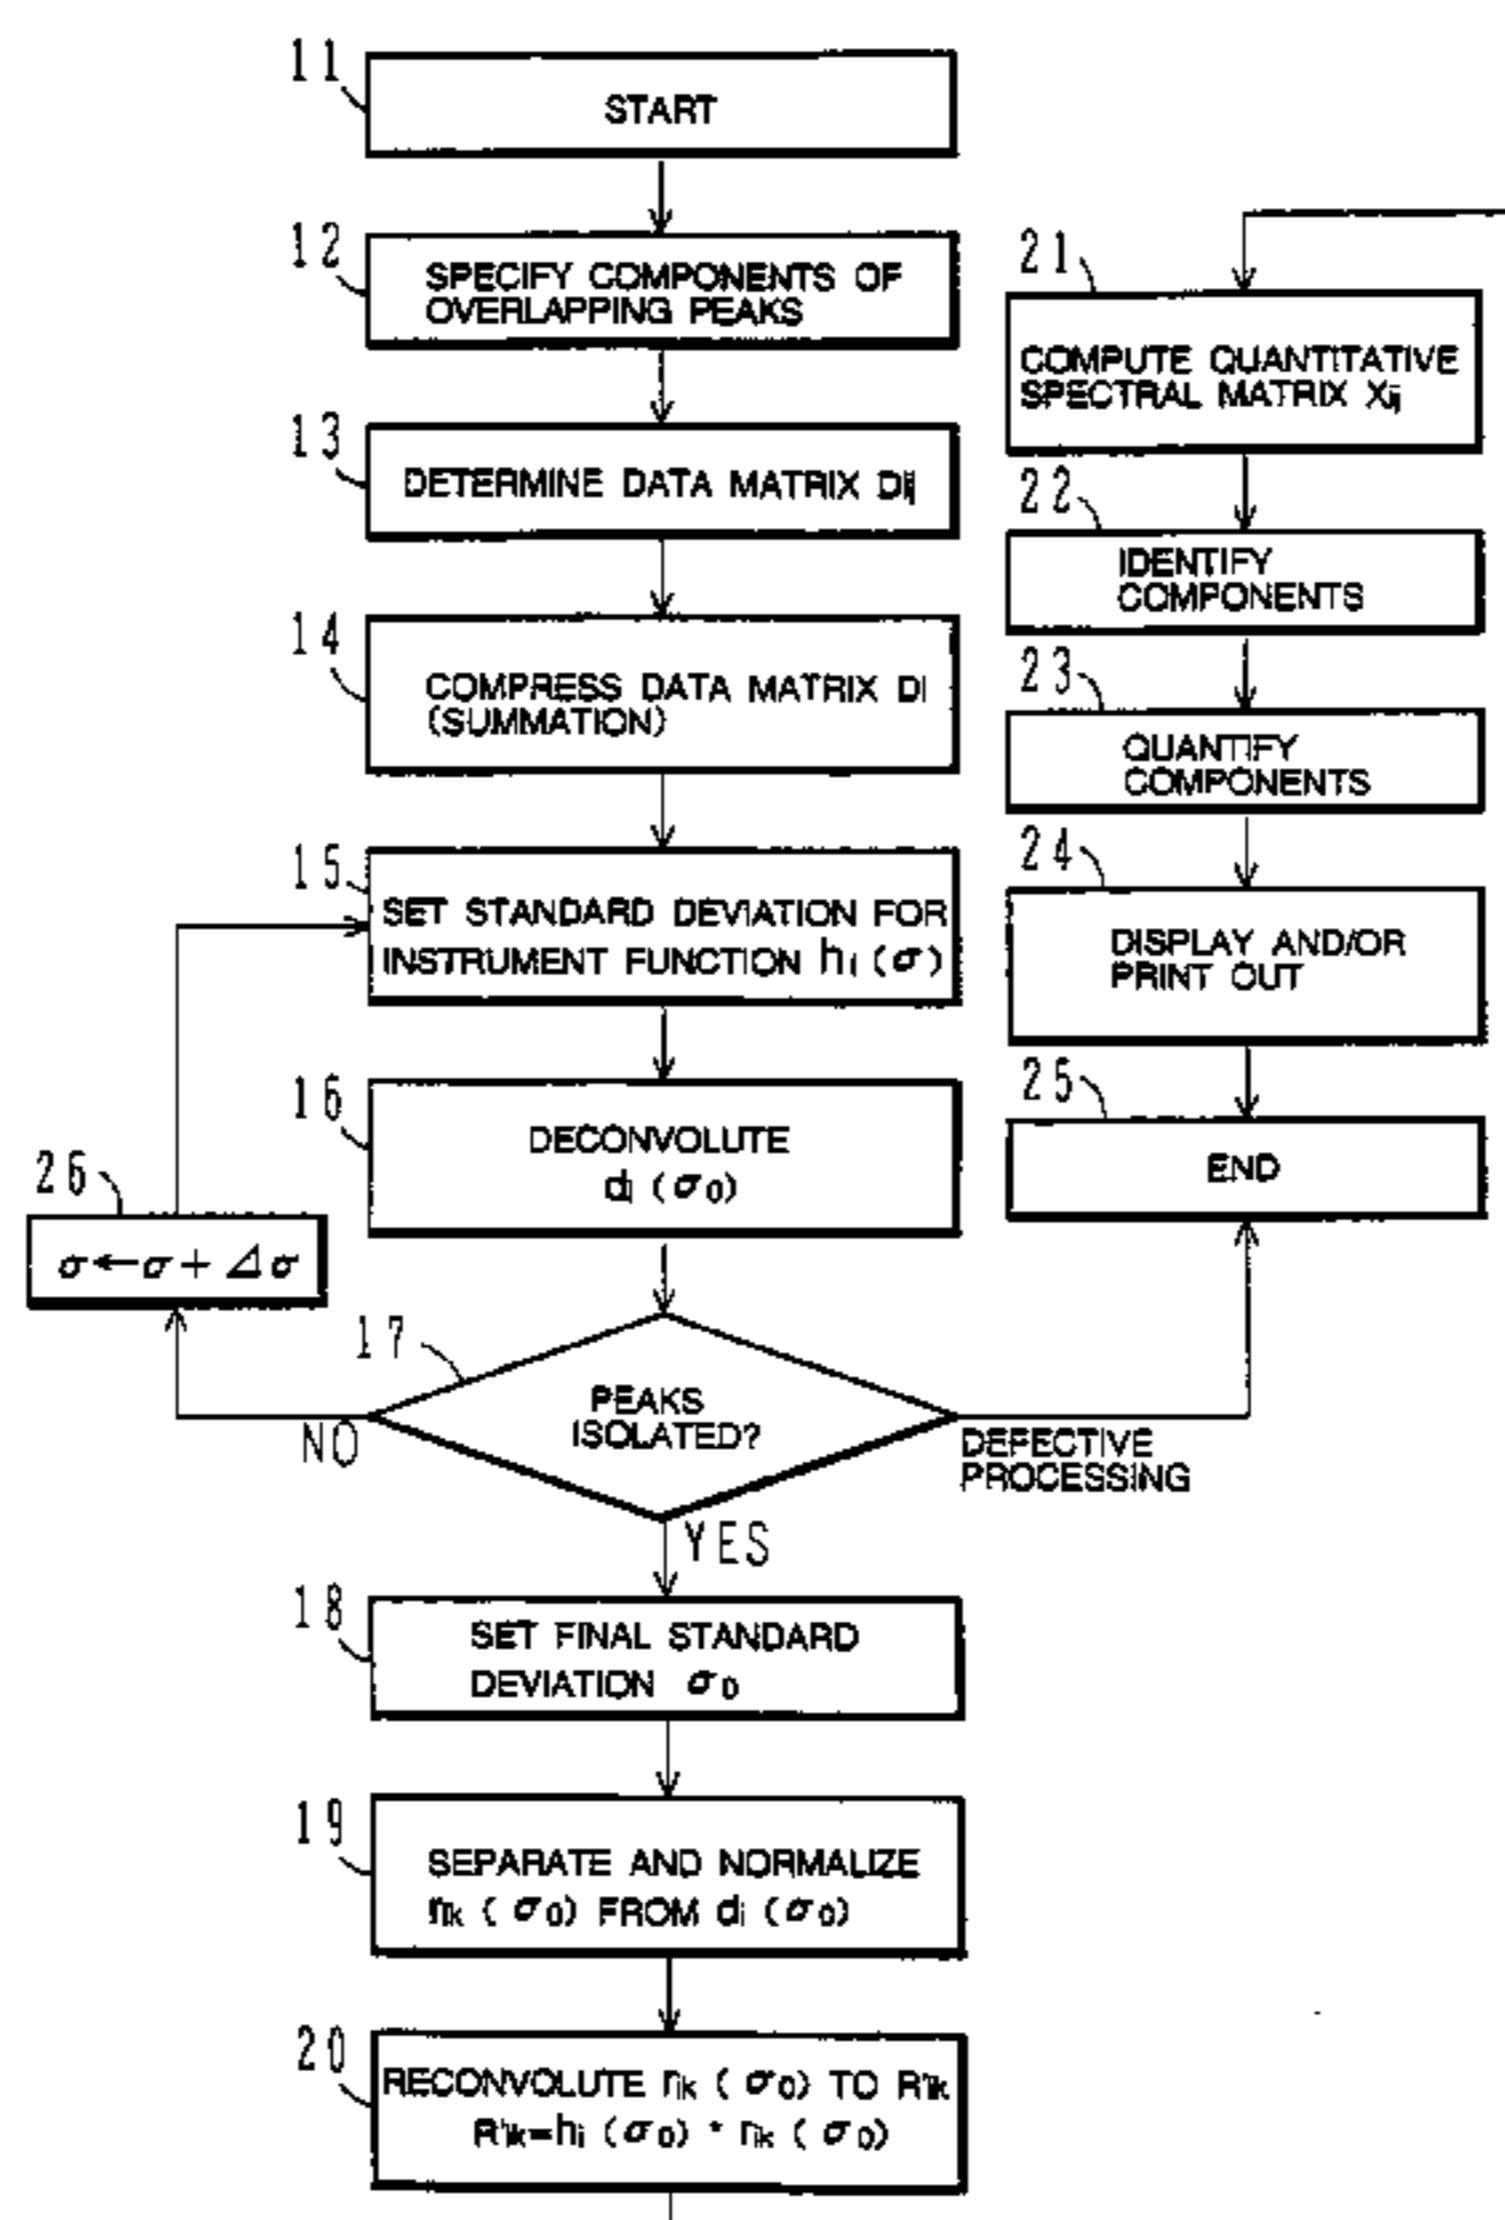 11
START
12
SPECIFY COMPONENTS OF
OVERLAPPING PEAKS
13
DETERMINE DATA MATRIX Dij
14
COMPRESS DATA MATRIX Di
(SUMMATION)
15
SET STANDARD DEVIATION FOR
INSTRUMENT FUNCTION hi (σ)
16
DECONVOLUTE
di (σ0)
26
σ←σ+ Δσ
17
PEAKS
ISOLATED?
NO
DEFECTIVE
PROCESSING
YES
18
SET FINAL STANDARD
DEVIATION σ0
19
SEPARATE AND NORMALIZE
rik (σ0) FROM di (σ0)
20
RECONVOLUTE rik (σ0) TO R'ik
R'ik=hi (σ0) * rik (σ0)
21
COMPUTE QUANTITATIVE
SPECTRAL MATRIX Xij
22
IDENTIFY
COMPONENTS
23
QUANTIFY
COMPONENTS
24
DISPLAY AND/OR
PRINT OUT
25
END